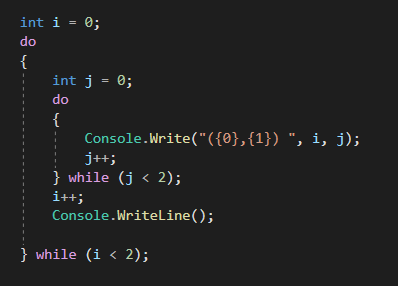 int i = 0;
do
{
    int j = 0;
    do
    {
        Console.Write("({0},{1}) ", i, j);
        j++;
    } while (j < 2);
    i++;
    Console.WriteLine();

} while (i < 2);